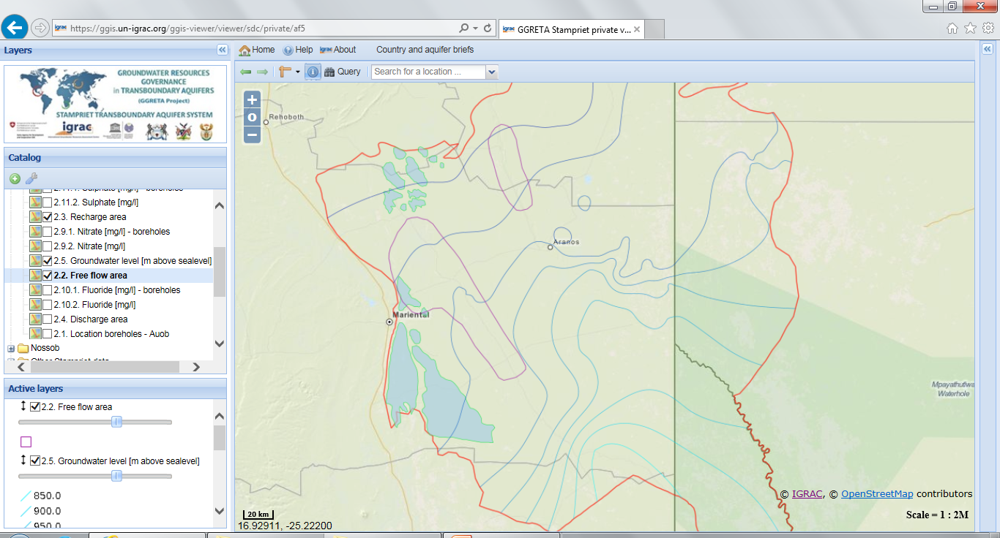 igrac https://ggis.un-igrac.org/ggis-viewer/viewer/sdc/private/af5
igrac GGRETA Stampriet private v...
Layers
Home Help igrac About Country and aquifer briefs
Query Search for a location ...
GROUNDWATER RESOURCES
GOVERNANCE
in TRANSBOUNDARY AQUIFERS
(GGRETA Project)
STAMPRIET TRANSBOUNDARY AQUIFER SYSTEM
igrac
Catalog
2.11.1. Sulphate [mg/l] - boreholes
2.11.2. Sulphate [mg/l]
2.3. Recharge area
2.9.1. Nitrate [mg/l] - boreholes
2.9.2. Nitrate [mg/l]
2.5. Groundwater level [m above sealevel]
2.2. Free flow area
2.10.1. Fluoride [mg/l] - boreholes
2.10.2. Fluoride [mg/l]
2.4. Discharge area
2.1. Location boreholes - Auob
Nossob
Other Stampriet data
Active layers
2.2. Free flow area
2.5. Groundwater level [m above sealevel]
850.0
900.0
950.0
+
o
−
Rehoboth
Aranos
Mariental
Mpayathutlwa
Waterhole
© IGRAC, © OpenStreetMap contributors
Scale = 1 : 2M
20 km
16.92911, -25.22200